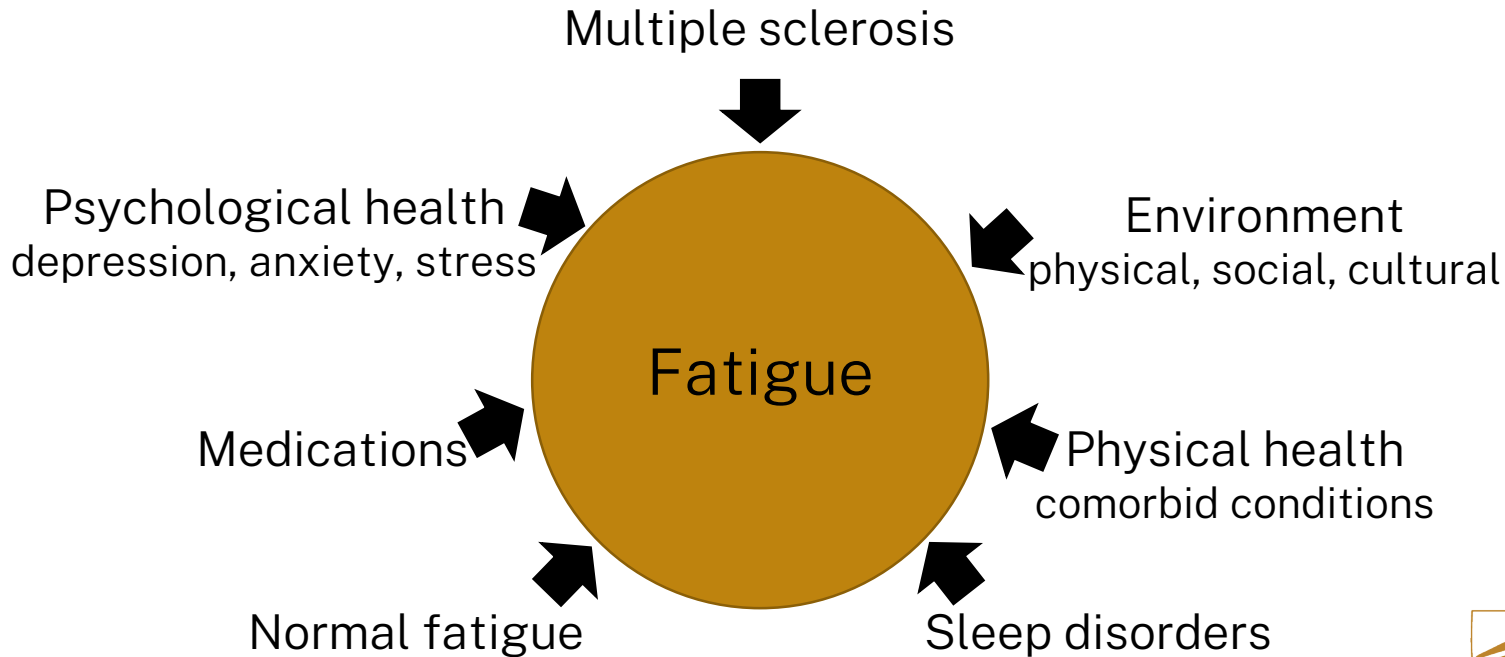 Multiple sclerosis
Psychological health
depression, anxiety, stress
Environment
physical, social, cultural
Fatigue
Medications
Physical health
comorbid conditions
Normal fatigue
Sleep disorders